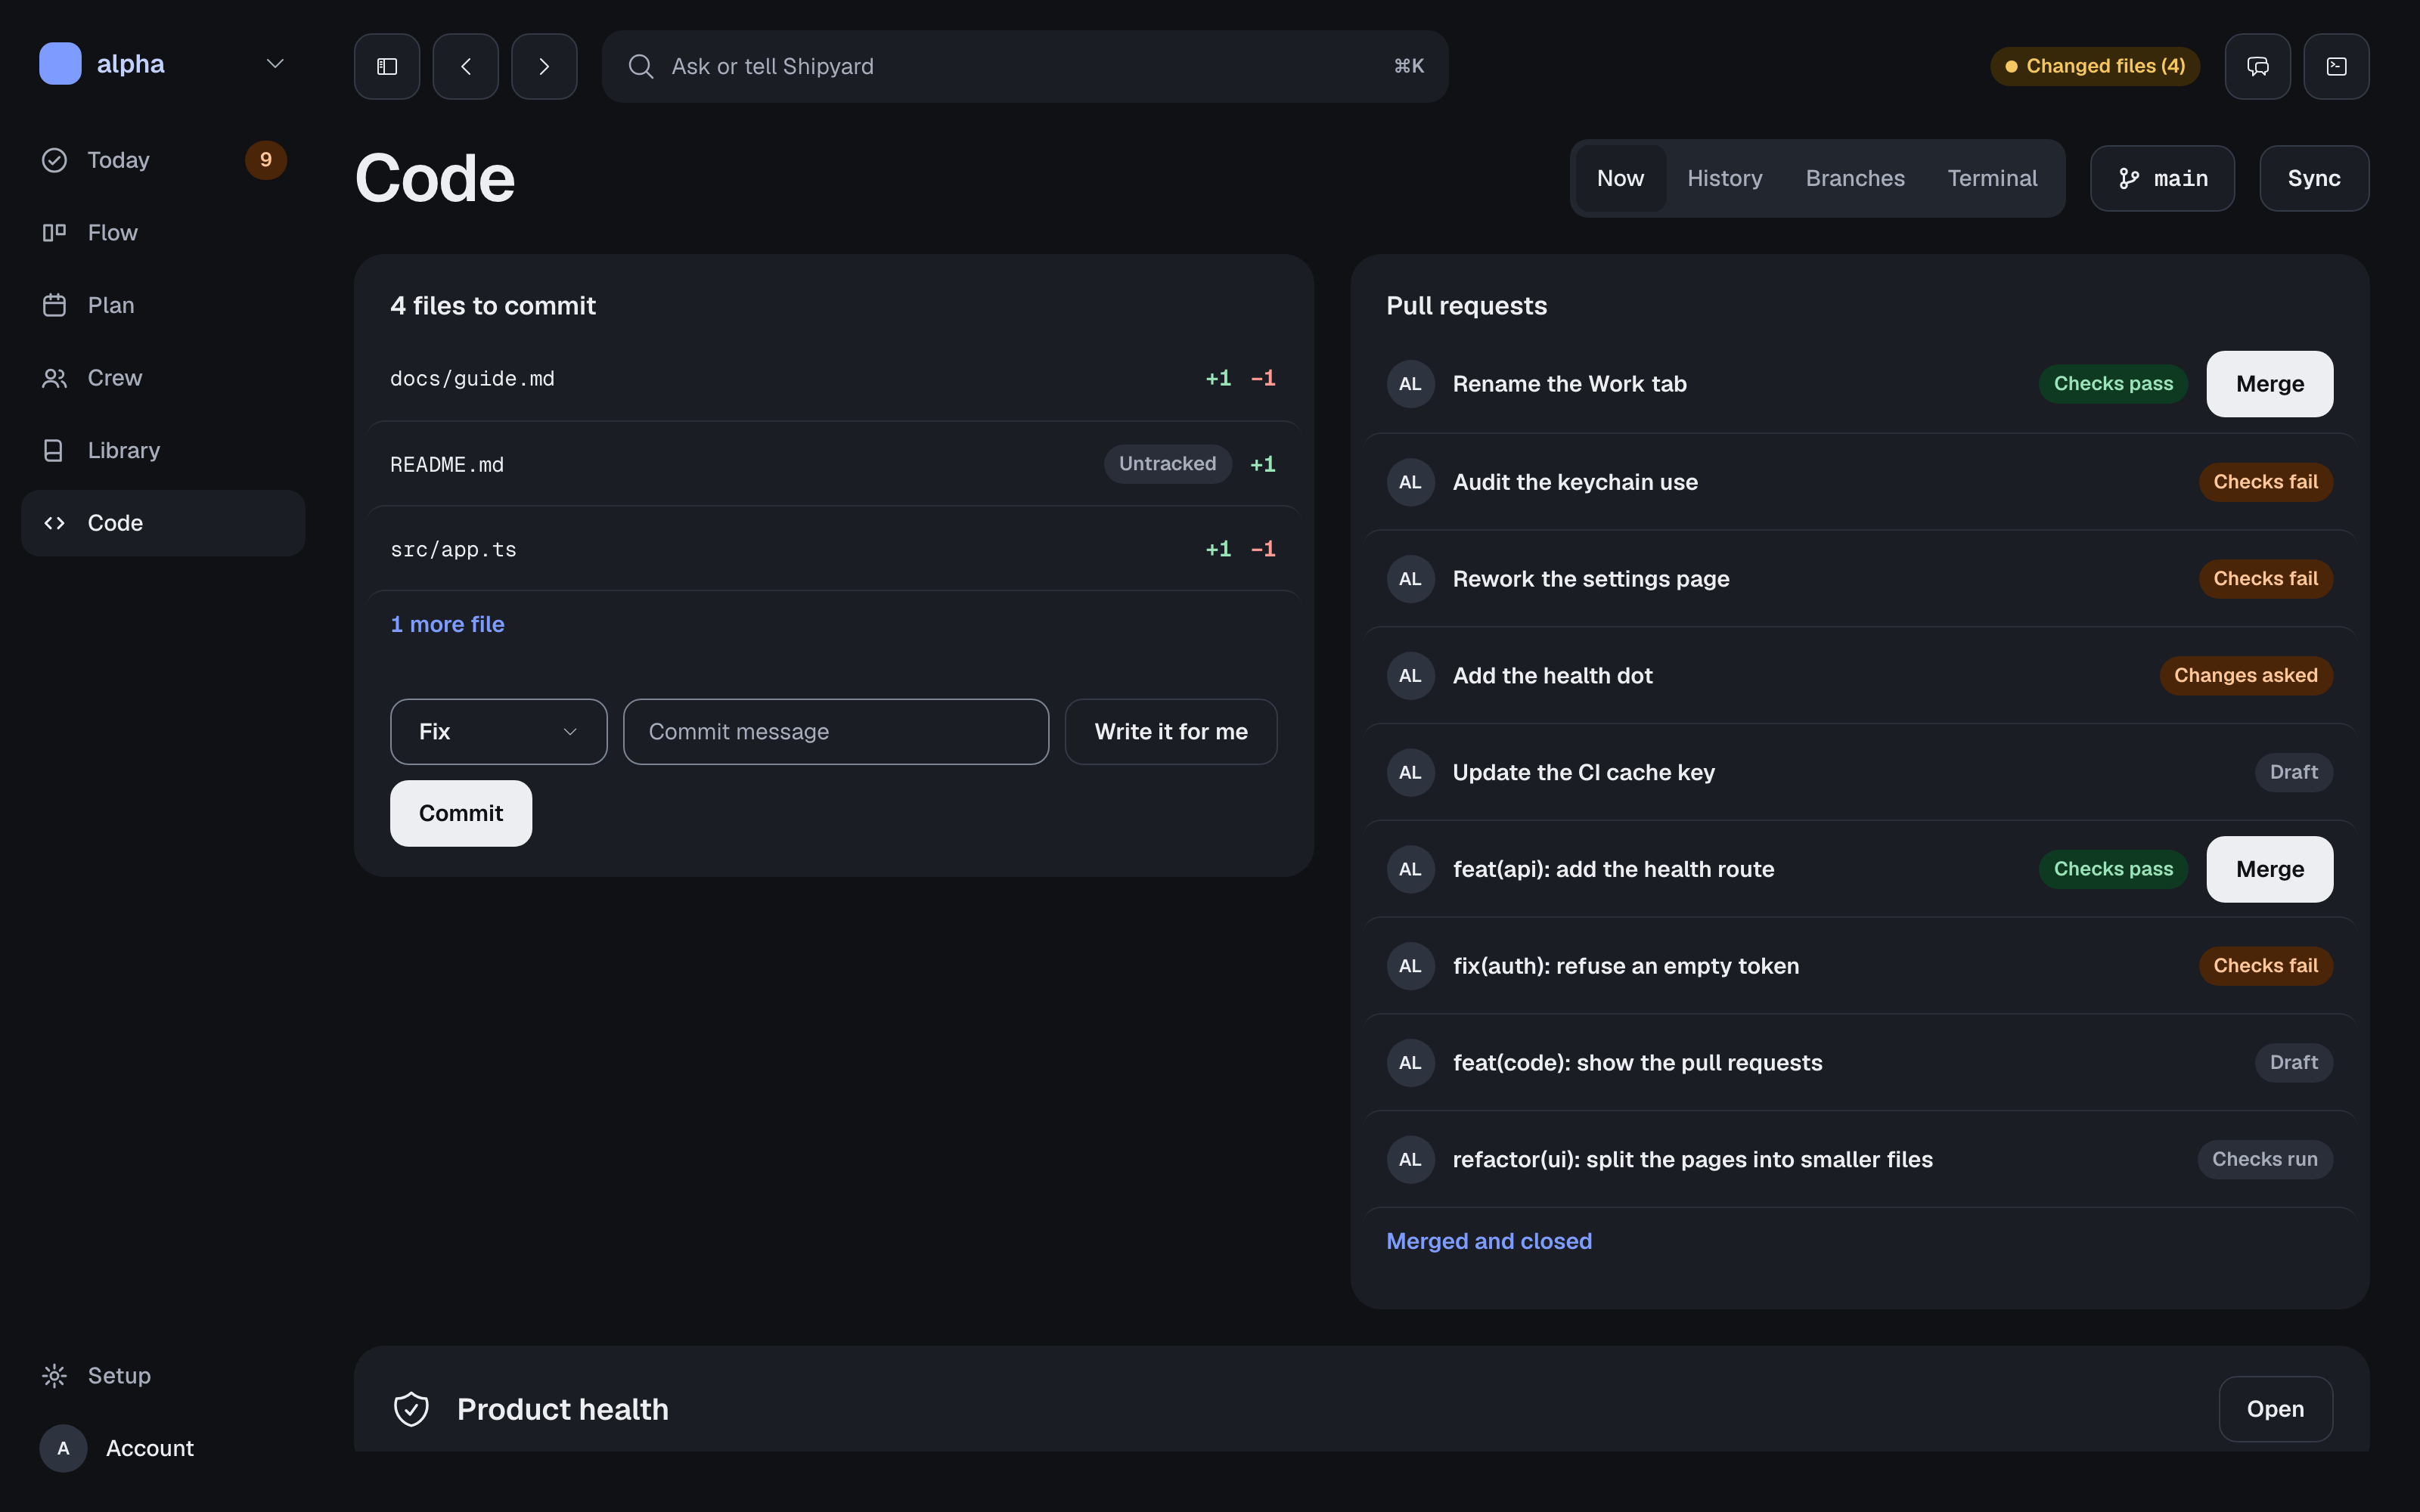 alpha
Ask or tell Shipyard
⌘K
Changed files (4)
Today
9
Flow
Plan
Crew
Library
Code
Setup
A
Account
Code
Now
History
Branches
Terminal
main
Sync
4 files to commit
docs/guide.md
+1 −1
README.md
Untracked
+1
src/app.ts
+1 −1
1 more file
Fix
Commit message
Write it for me
Commit
Pull requests
AL
Rename the Work tab
Checks pass
Merge
AL
Audit the keychain use
Checks fail
AL
Rework the settings page
Checks fail
AL
Add the health dot
Changes asked
AL
Update the CI cache key
Draft
AL
feat(api): add the health route
Checks pass
Merge
AL
fix(auth): refuse an empty token
Checks fail
AL
feat(code): show the pull requests
Draft
AL
refactor(ui): split the pages into smaller files
Checks run
Merged and closed
Product health
Open